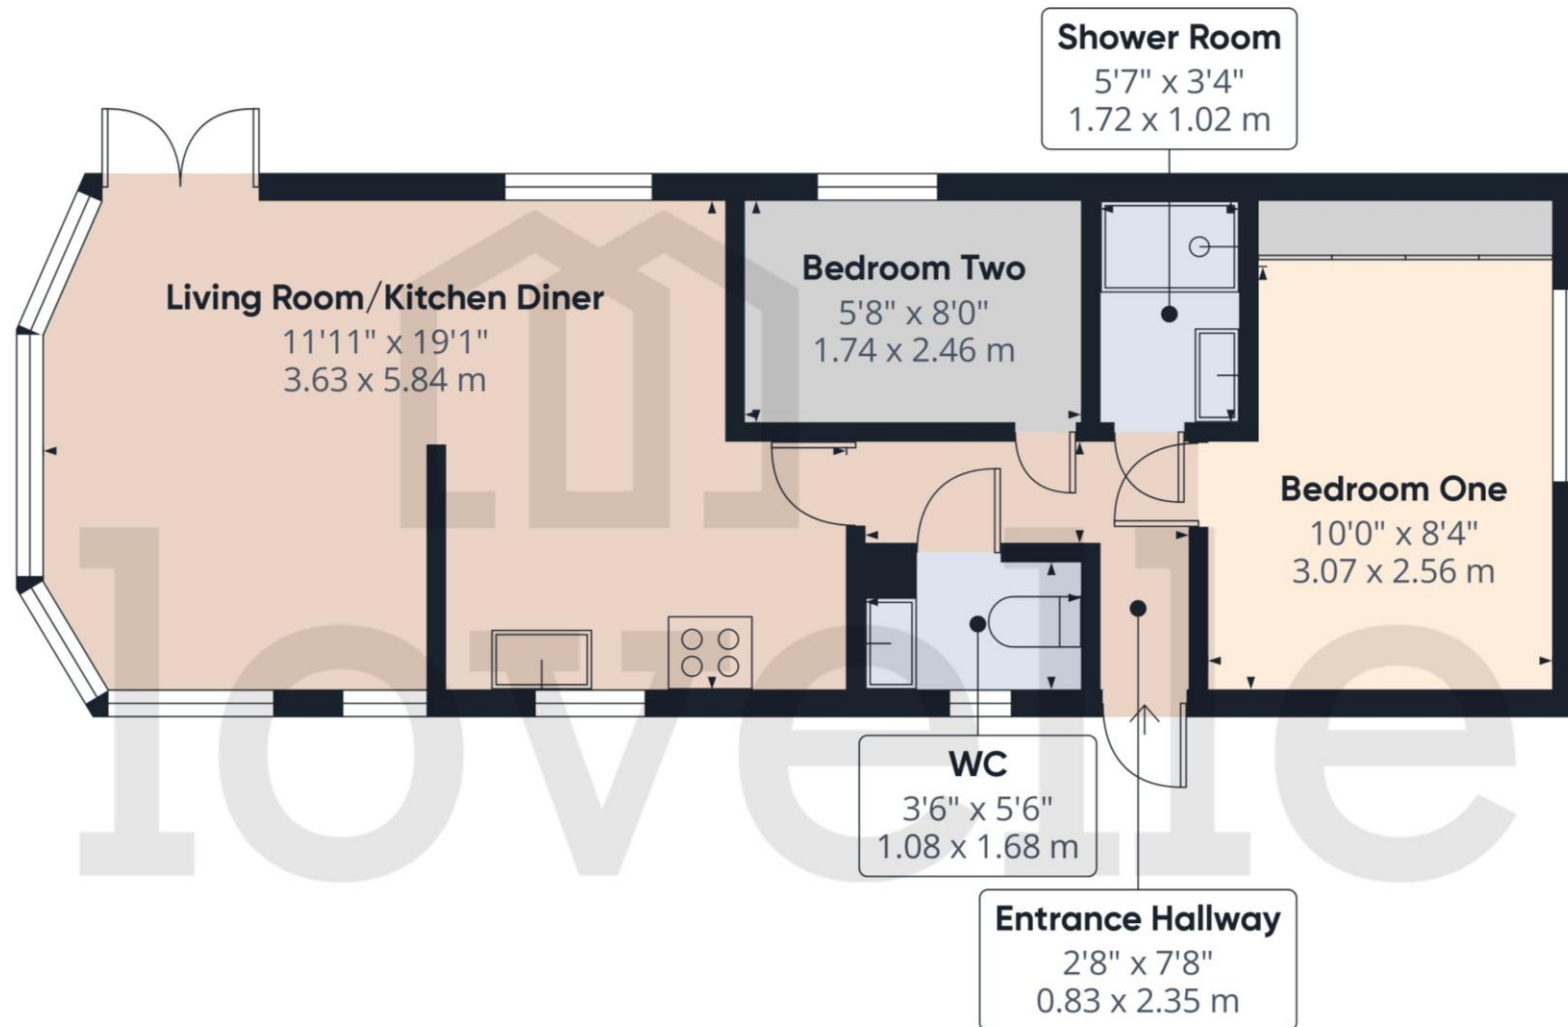 Shower Room
5'7" x 3'4"
1.72 x 1.02 m
Living Room/Kitchen Diner
11'11" x 19'1"
3.63 x 5.84 m
Bedroom Two
5'8" x 8'0"
1.74 x 2.46 m
Bedroom One
10'0" x 8'4"
3.07 x 2.56 m
lovelle
WC
3'6" x 5'6"
1.08 x 1.68 m
Entrance Hallway
2'8" x 7'8"
0.83 x 2.35 m